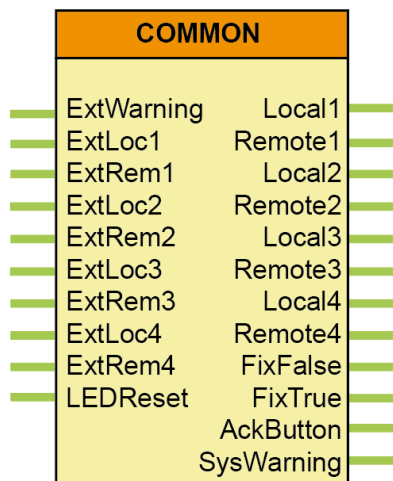 COMMON
ExtWarning Local1
ExtLoc1 Remote1
ExtRem1 Local2
ExtLoc2 Remote2
ExtRem2 Local3
ExtLoc3 Remote3
ExtRem3 Local4
ExtLoc4 Remote4
ExtRem4 FixFalse
LEDReset FixTrue
AckButton
SysWarning